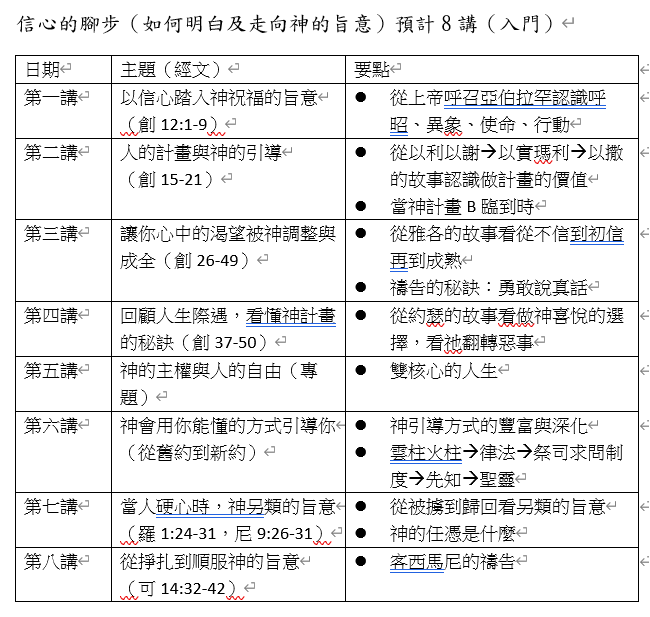 信心的腳步（如何明白及走向神的旨意）預計 8 講（入門）
日期 主題（經文） 要點
第一講 以信心踏入神祝福的旨意 ● 從上帝呼召亞伯拉罕認識呼
（創 12:1-9） 昭、異象、使命、行動
第二講 人的計畫與神的引導 ● 從以利以謝→以實瑪利→以撒
（創 15-21） 的故事認識做計畫的價值
● 當神計畫 B 臨到時
第三講 讓你心中的渴望被神調整與 ● 從雅各的故事看從不信到初信
成全（創 26-49） 再到成熟
● 禱告的秘訣：勇敢說真話
第四講 回顧人生際遇，看懂神計畫 ● 從約瑟的故事看做神喜悅的選
的秘訣（創 37-50） 擇，看祂翻轉惡事
第五講 神的主權與人的自由（專 ● 雙核心的人生
題）
第六講 神會用你能懂的方式引導你 ● 神引導方式的豐富與深化
（從舊約到新約） ● 雲柱火柱→律法→祭司求問制
度→先知→聖靈
第七講 當人硬心時，神另類的旨意 ● 從被擄到歸回看另類的旨意
（羅 1:24-31，尼 9:26-31） ● 神的任憑是什麼
第八講 從掙扎到順服神的旨意 ● 客西馬尼的禱告
（可 14:32-42）